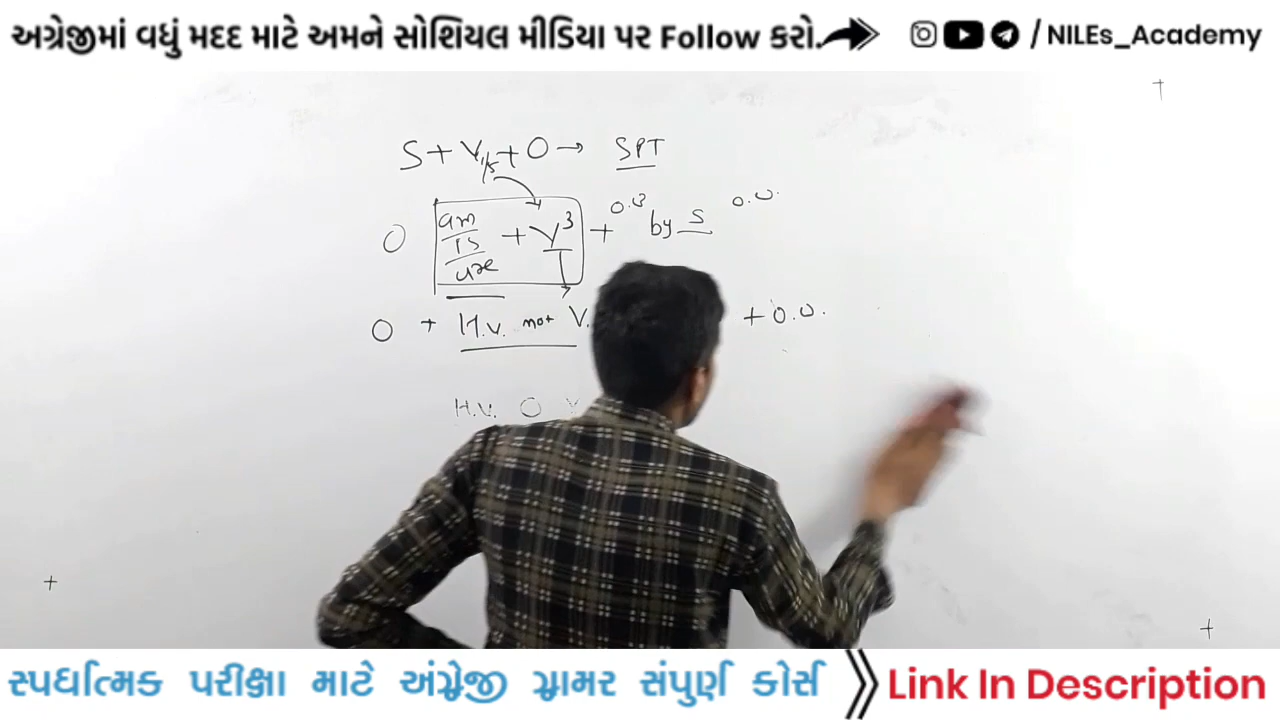 અંગ્રેજીમાં વધું મદદ માટે અમને સોશિયલ મીડિયા પર Follow કરો. / NILEs_Academy
S + V1/5 + O → SPT
O am is are + V3 + O.W by S O.W.
O + H.V. not V. + O.W.
H.V. O
સ્પર્ધાત્મક પરીક્ષા માટે અંગ્રેજી ગ્રામર સંપુર્ણ કોર્સ Link In Description